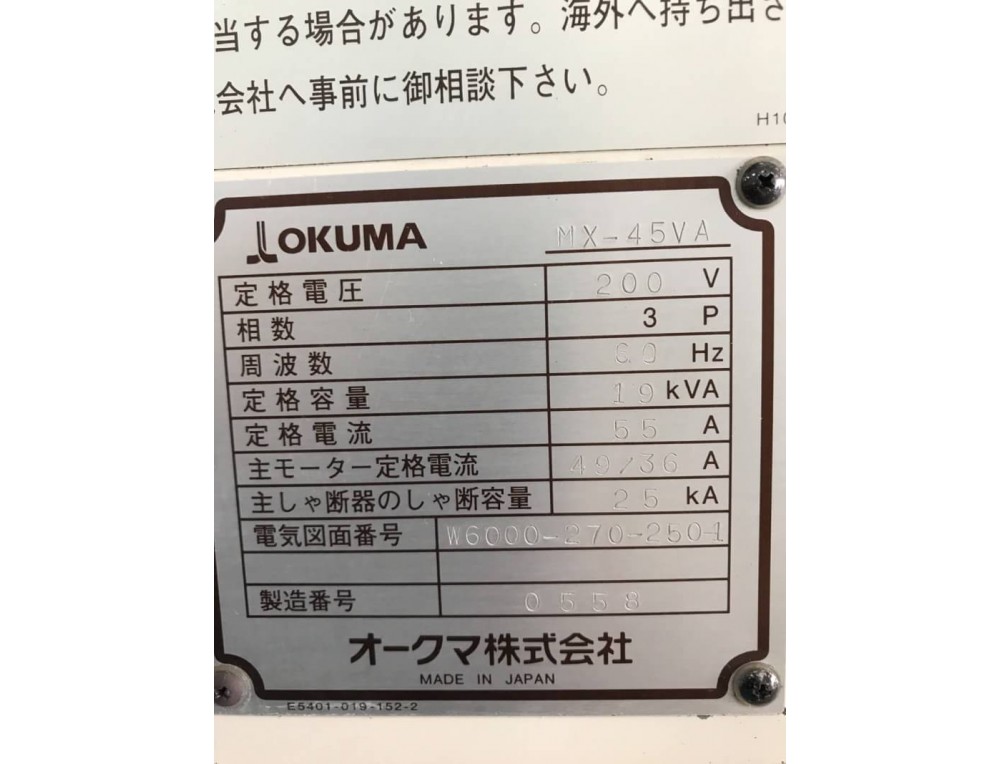 当する場合があります。海外へ持ち出さ
会社へ事前に御相談下さい。
H10
OKUMA MX-45VA
定格電圧 200 V
相数 3 P
周波数 60 Hz
定格容量 19 kVA
定格電流 55 A
主モーター定格電流 49/36 A
主しゃ断器のしゃ断容量 25 kA
電気図面番号 W6000-270-250-1
製造番号 0558
オークマ株式会社
MADE IN JAPAN
E5401-019-152-2